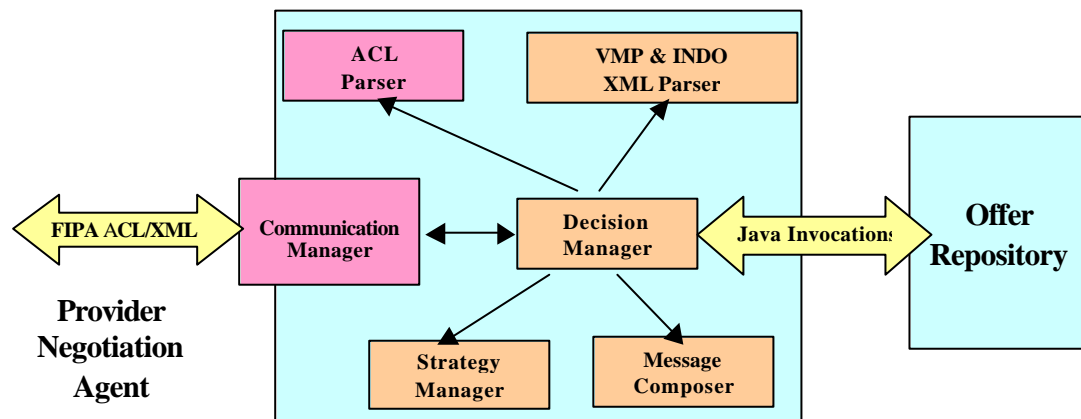 ACL
Parser
VMP & INDO
XML Parser
FIPA ACL/XML
Communication
Manager
Decision
Manager
Java Invocations
Offer
Repository
Provider
Negotiation
Agent
Strategy
Manager
Message
Composer